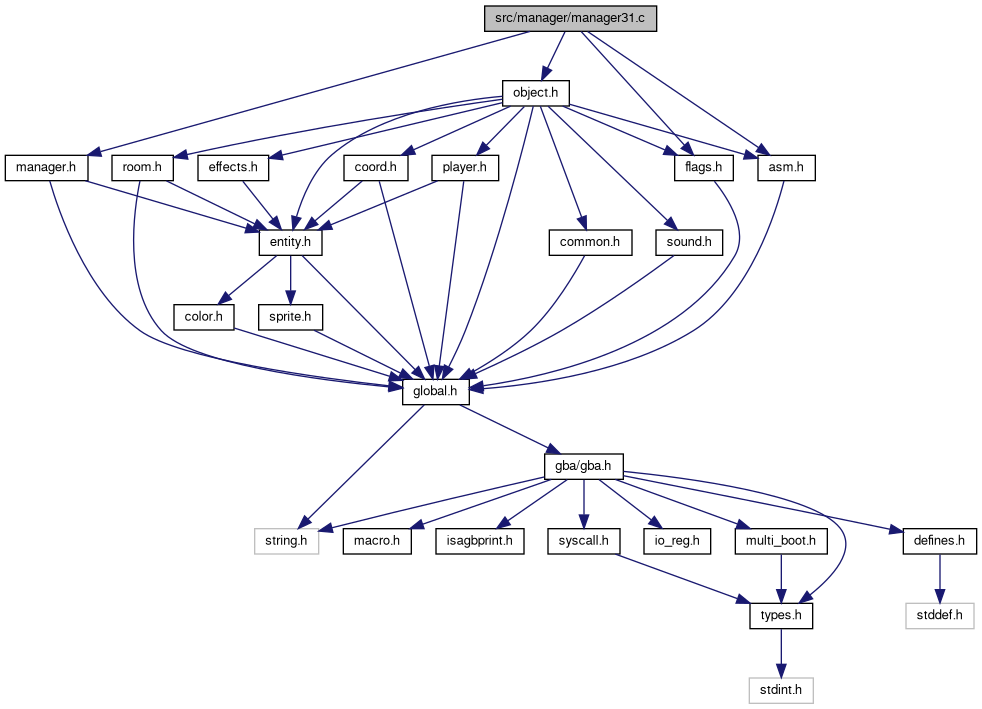 src/manager/manager31.c
object.h
manager.h
room.h
effects.h
coord.h
player.h
flags.h
asm.h
entity.h
common.h
sound.h
color.h
sprite.h
global.h
gba/gba.h
string.h
macro.h
isagbprint.h
syscall.h
io_reg.h
multi_boot.h
defines.h
types.h
stddef.h
stdint.h